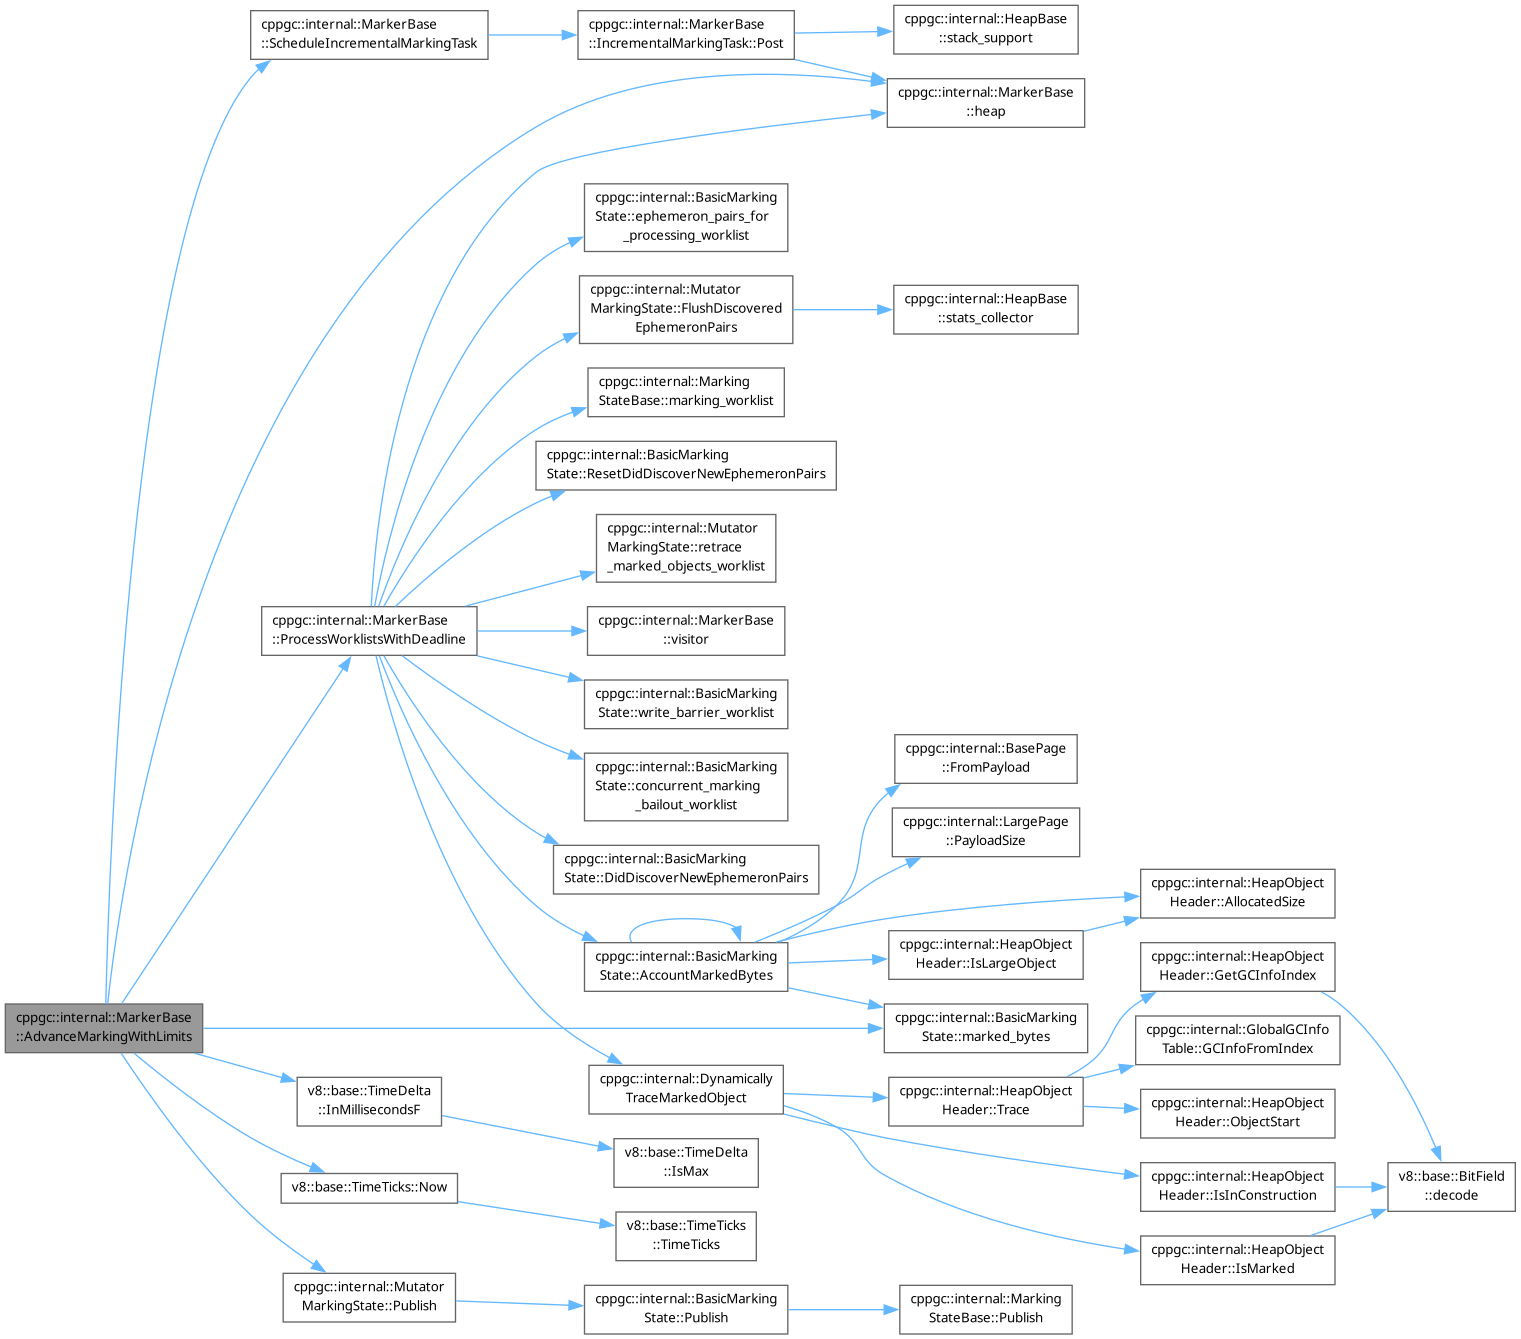 cppgc::internal::MarkerBase
::AdvanceMarkingWithLimits
cppgc::internal::MarkerBase
::ScheduleIncrementalMarkingTask
cppgc::internal::MarkerBase
::IncrementalMarkingTask::Post
cppgc::internal::HeapBase
::stack_support
cppgc::internal::MarkerBase
::heap
cppgc::internal::MarkerBase
::ProcessWorklistsWithDeadline
cppgc::internal::BasicMarking
State::ephemeron_pairs_for
_processing_worklist
cppgc::internal::Mutator
MarkingState::FlushDiscovered
EphemeronPairs
cppgc::internal::HeapBase
::stats_collector
cppgc::internal::Marking
StateBase::marking_worklist
cppgc::internal::BasicMarking
State::ResetDidDiscoverNewEphemeronPairs
cppgc::internal::Mutator
MarkingState::retrace
_marked_objects_worklist
cppgc::internal::MarkerBase
::visitor
cppgc::internal::BasicMarking
State::write_barrier_worklist
cppgc::internal::BasicMarking
State::concurrent_marking
_bailout_worklist
cppgc::internal::BasicMarking
State::DidDiscoverNewEphemeronPairs
cppgc::internal::BasicMarking
State::AccountMarkedBytes
cppgc::internal::BasePage
::FromPayload
cppgc::internal::LargePage
::PayloadSize
cppgc::internal::HeapObject
Header::AllocatedSize
cppgc::internal::HeapObject
Header::IsLargeObject
cppgc::internal::BasicMarking
State::marked_bytes
cppgc::internal::Dynamically
TraceMarkedObject
cppgc::internal::HeapObject
Header::Trace
cppgc::internal::HeapObject
Header::GetGCInfoIndex
cppgc::internal::GlobalGCInfo
Table::GCInfoFromIndex
cppgc::internal::HeapObject
Header::ObjectStart
cppgc::internal::HeapObject
Header::IsInConstruction
cppgc::internal::HeapObject
Header::IsMarked
v8::base::BitField
::decode
v8::base::TimeDelta
::InMillisecondsF
v8::base::TimeDelta
::IsMax
v8::base::TimeTicks::Now
v8::base::TimeTicks
::TimeTicks
cppgc::internal::Mutator
MarkingState::Publish
cppgc::internal::BasicMarking
State::Publish
cppgc::internal::Marking
StateBase::Publish